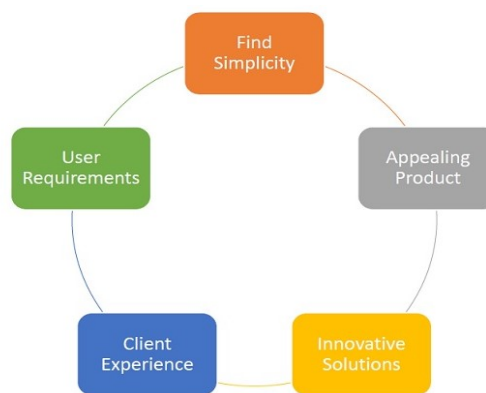 Find
Simplicity
Appealing
Product
Innovative
Solutions
Client
Experience
User
Requirements